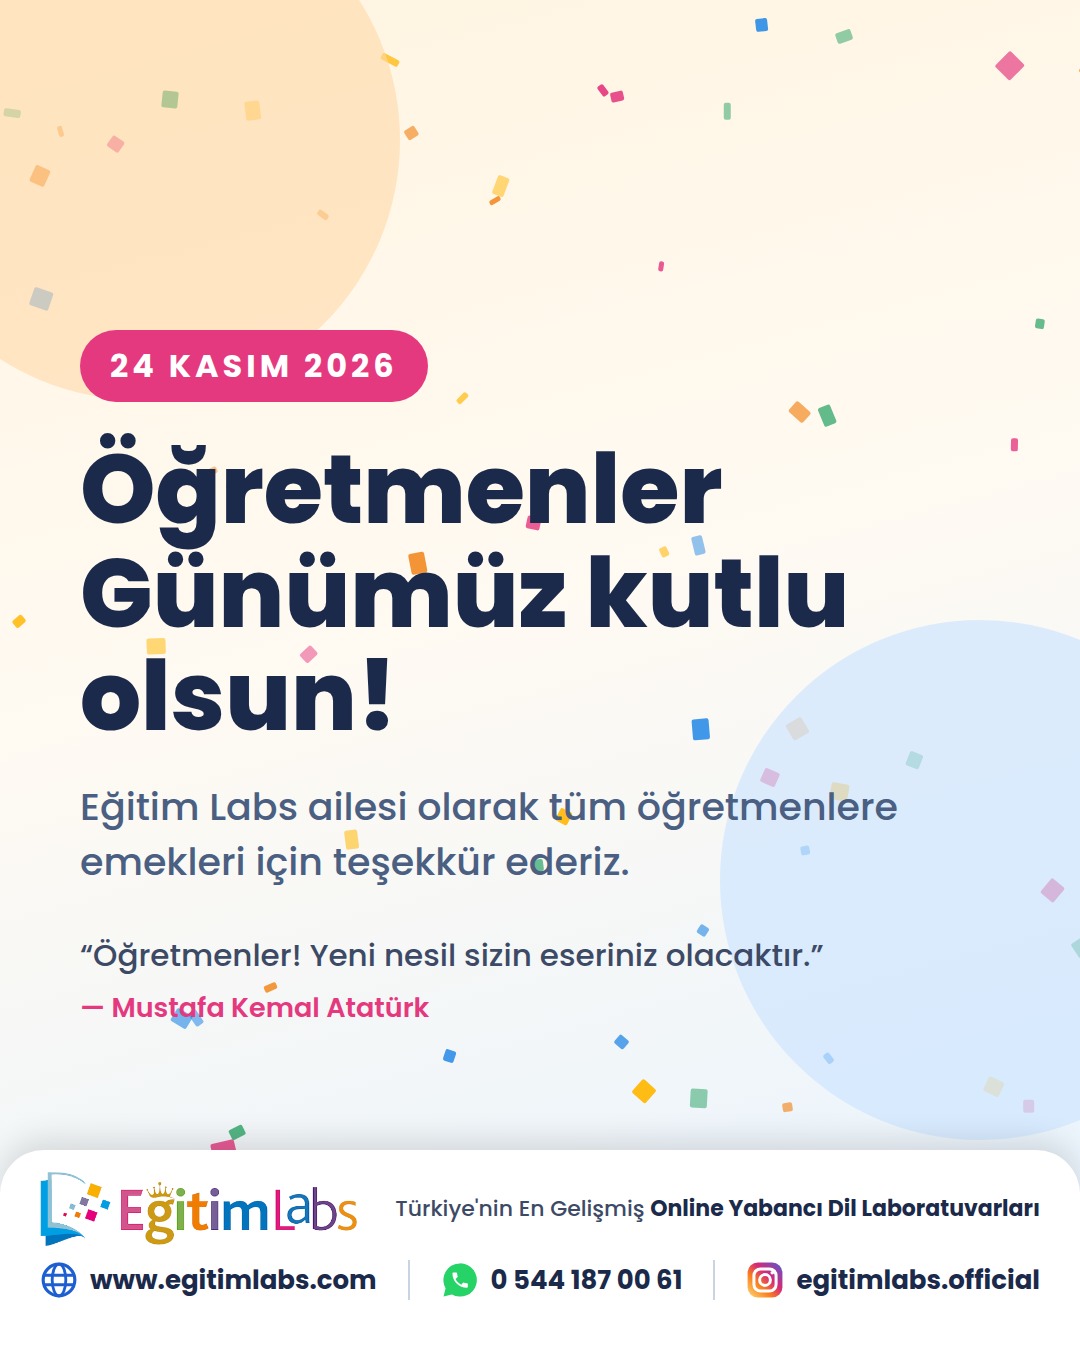 24 KASIM 2026
Öğretmenler
Günümüz kutlu
olsun!
Eğitim Labs ailesi olarak tüm öğretmenlere
emekleri için teşekkür ederiz.
“Öğretmenler! Yeni nesil sizin eseriniz olacaktır.”
— Mustafa Kemal Atatürk
EgitimLabs
Türkiye'nin En Gelişmiş Online Yabancı Dil Laboratuvarları
www.egitimlabs.com
0 544 187 00 61
egitimlabs.official